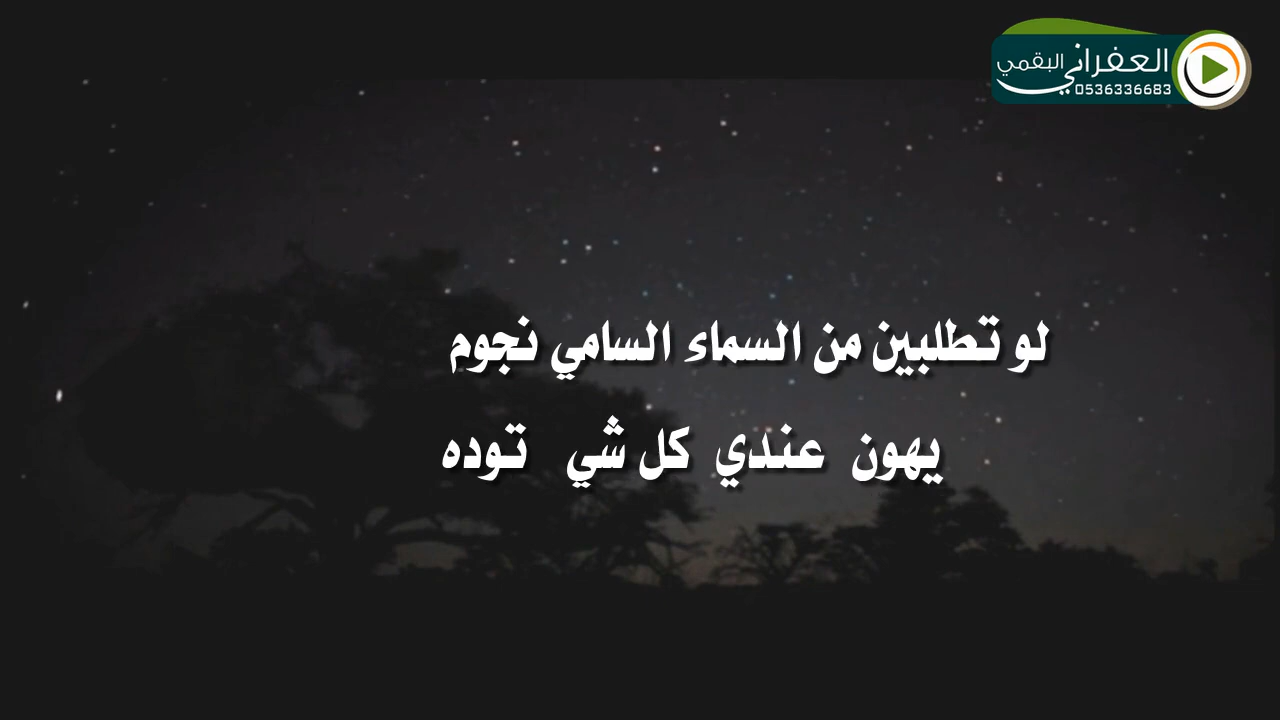 العفراني البقمي
0536336683
لو تطلبين من السماء السامي نجوم
يهون عندي كل شي توده